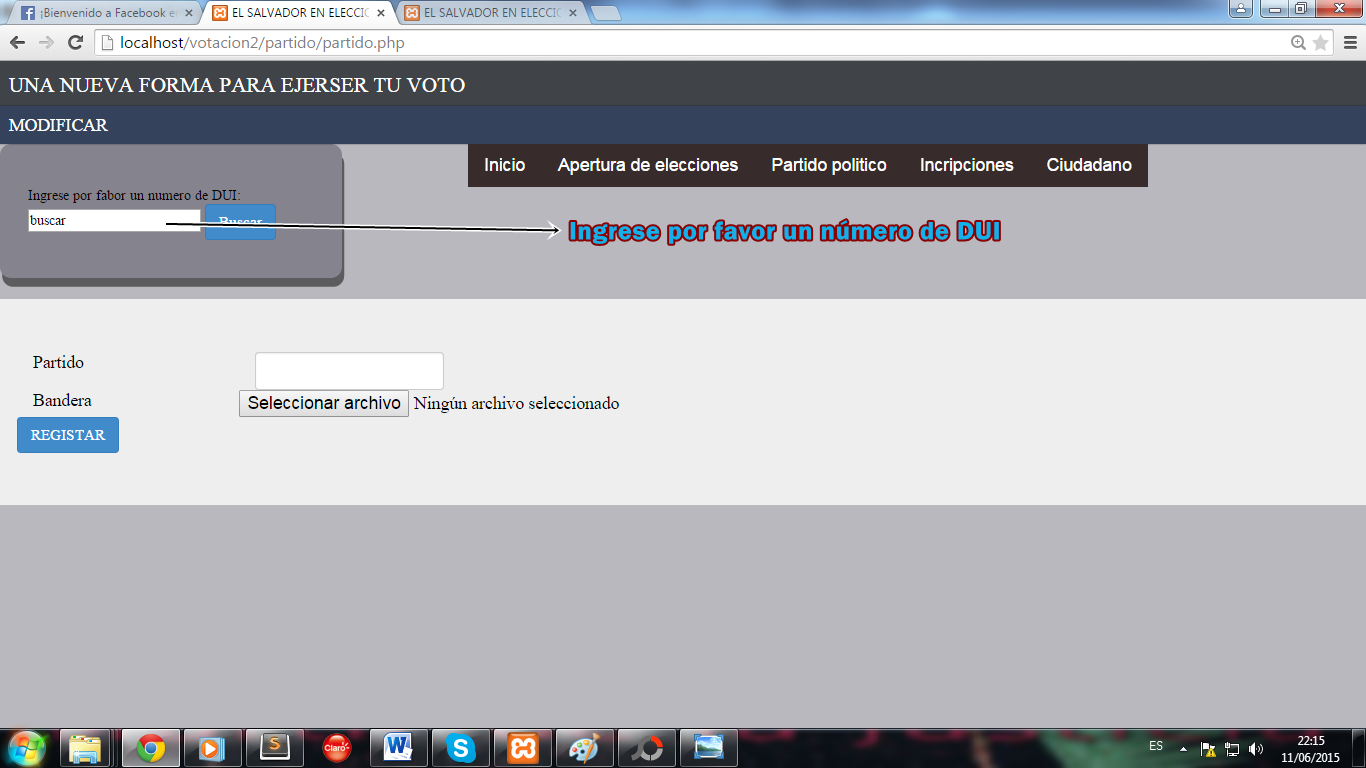 ¡Bienvenido a Facebook e
EL SALVADOR EN ELECCIO
EL SALVADOR EN ELECCIO
localhost/votacion2/partido/partido.php
UNA NUEVA FORMA PARA EJERSER TU VOTO
MODIFICAR
Inicio Apertura de elecciones Partido politico Incripciones Ciudadano
Ingrese por fabor un numero de DUI:
buscar Buscar
Ingrese por favor un número de DUI
Partido
Bandera Seleccionar archivo Ningún archivo seleccionado
REGISTAR
Claro
ES
22:15
11/06/2015